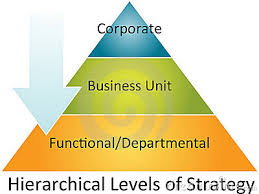 Corporate
Business Unit
Functional/Departmental
Hierarchical Levels of Strategy